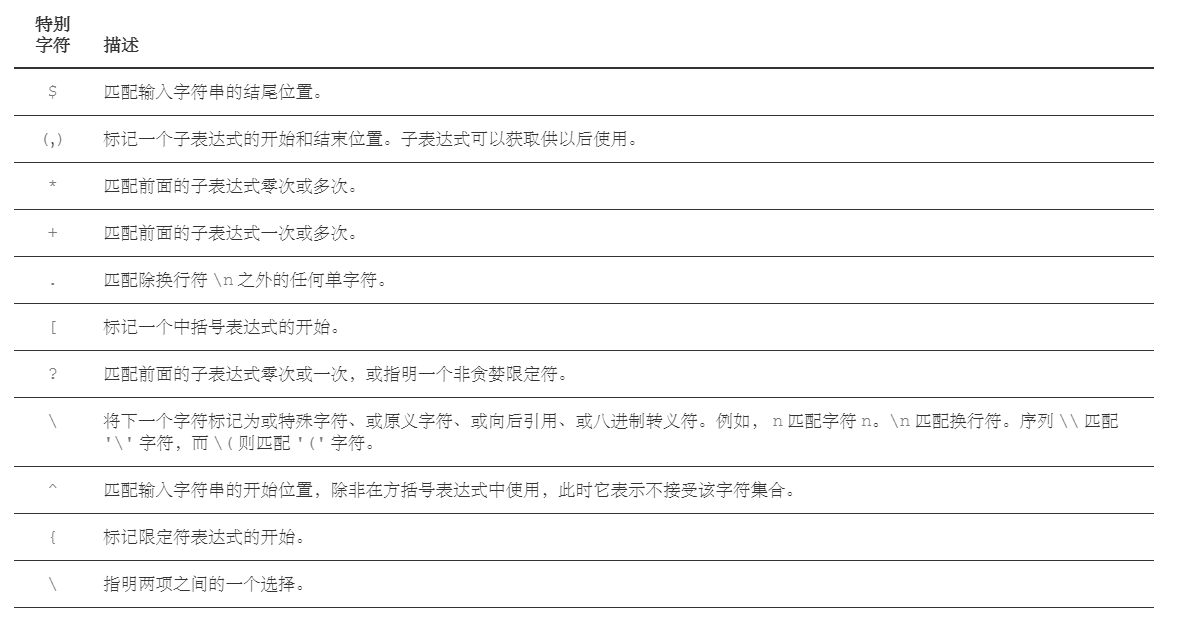 特别
字符 描述
$ 匹配输入字符串的结尾位置。
(,) 标记一个子表达式的开始和结束位置。子表达式可以获取供以后使用。
* 匹配前面的子表达式零次或多次。
+ 匹配前面的子表达式一次或多次。
. 匹配除换行符 \n 之外的任何单字符。
[ 标记一个中括号表达式的开始。
? 匹配前面的子表达式零次或一次，或指明一个非贪婪限定符。
\ 将下一个字符标记为或特殊字符、或原义字符、或向后引用、或八进制转义符。例如， n 匹配字符 n。\n 匹配换行符。序列 \\ 匹配
'\' 字符，而 \( 则匹配 '(' 字符。
^ 匹配输入字符串的开始位置，除非在方括号表达式中使用，此时它表示不接受该字符集合。
{ 标记限定符表达式的开始。
\ 指明两项之间的一个选择。